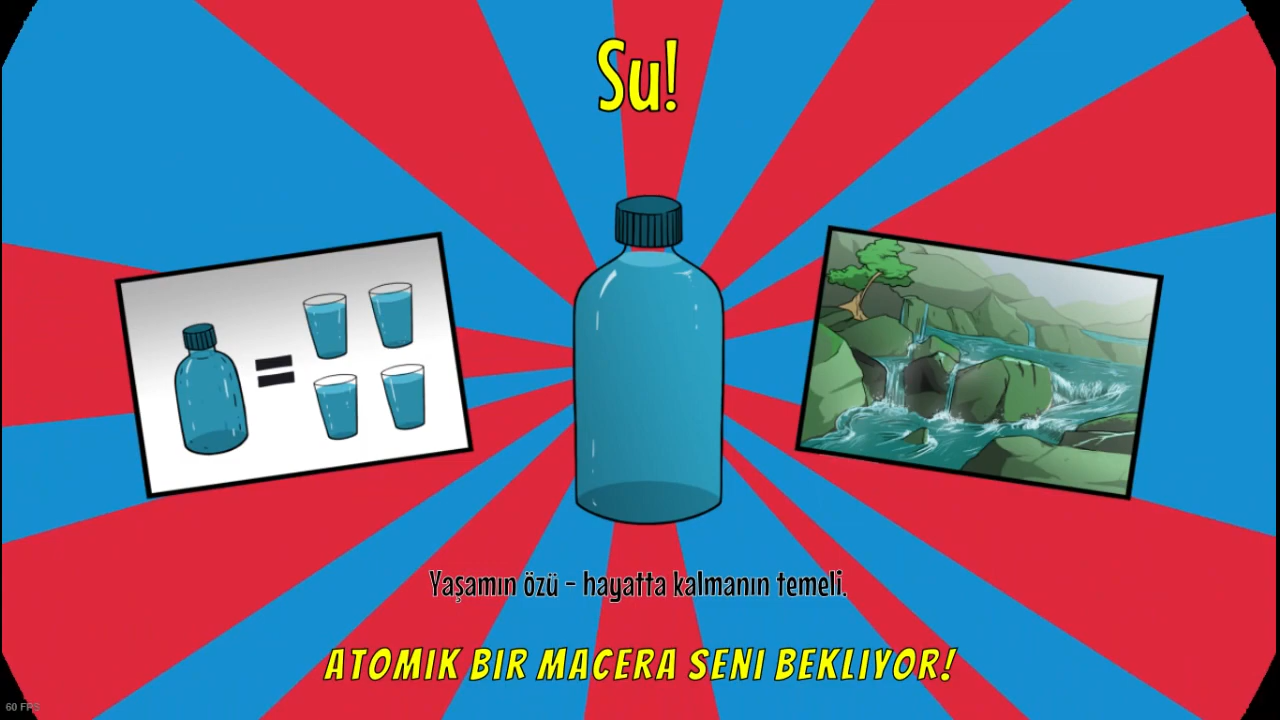 Su!
Yaşamın özü - hayatta kalmanın temeli.
ATOMIK BIR MACERA SENI BEKLIYOR!
60 FPS